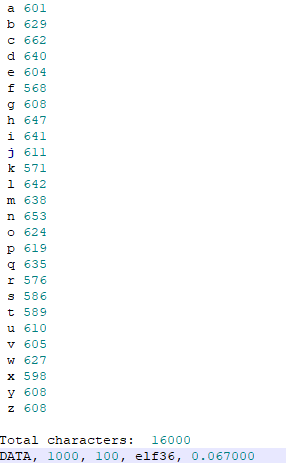 a 601
b 629
c 662
d 640
e 604
f 568
g 608
h 647
i 641
j 611
k 571
l 642
m 638
n 653
o 624
p 619
q 635
r 576
s 586
t 589
u 610
v 605
w 627
x 598
y 608
z 608
Total characters:  16000
DATA, 1000, 100, elf36, 0.067000